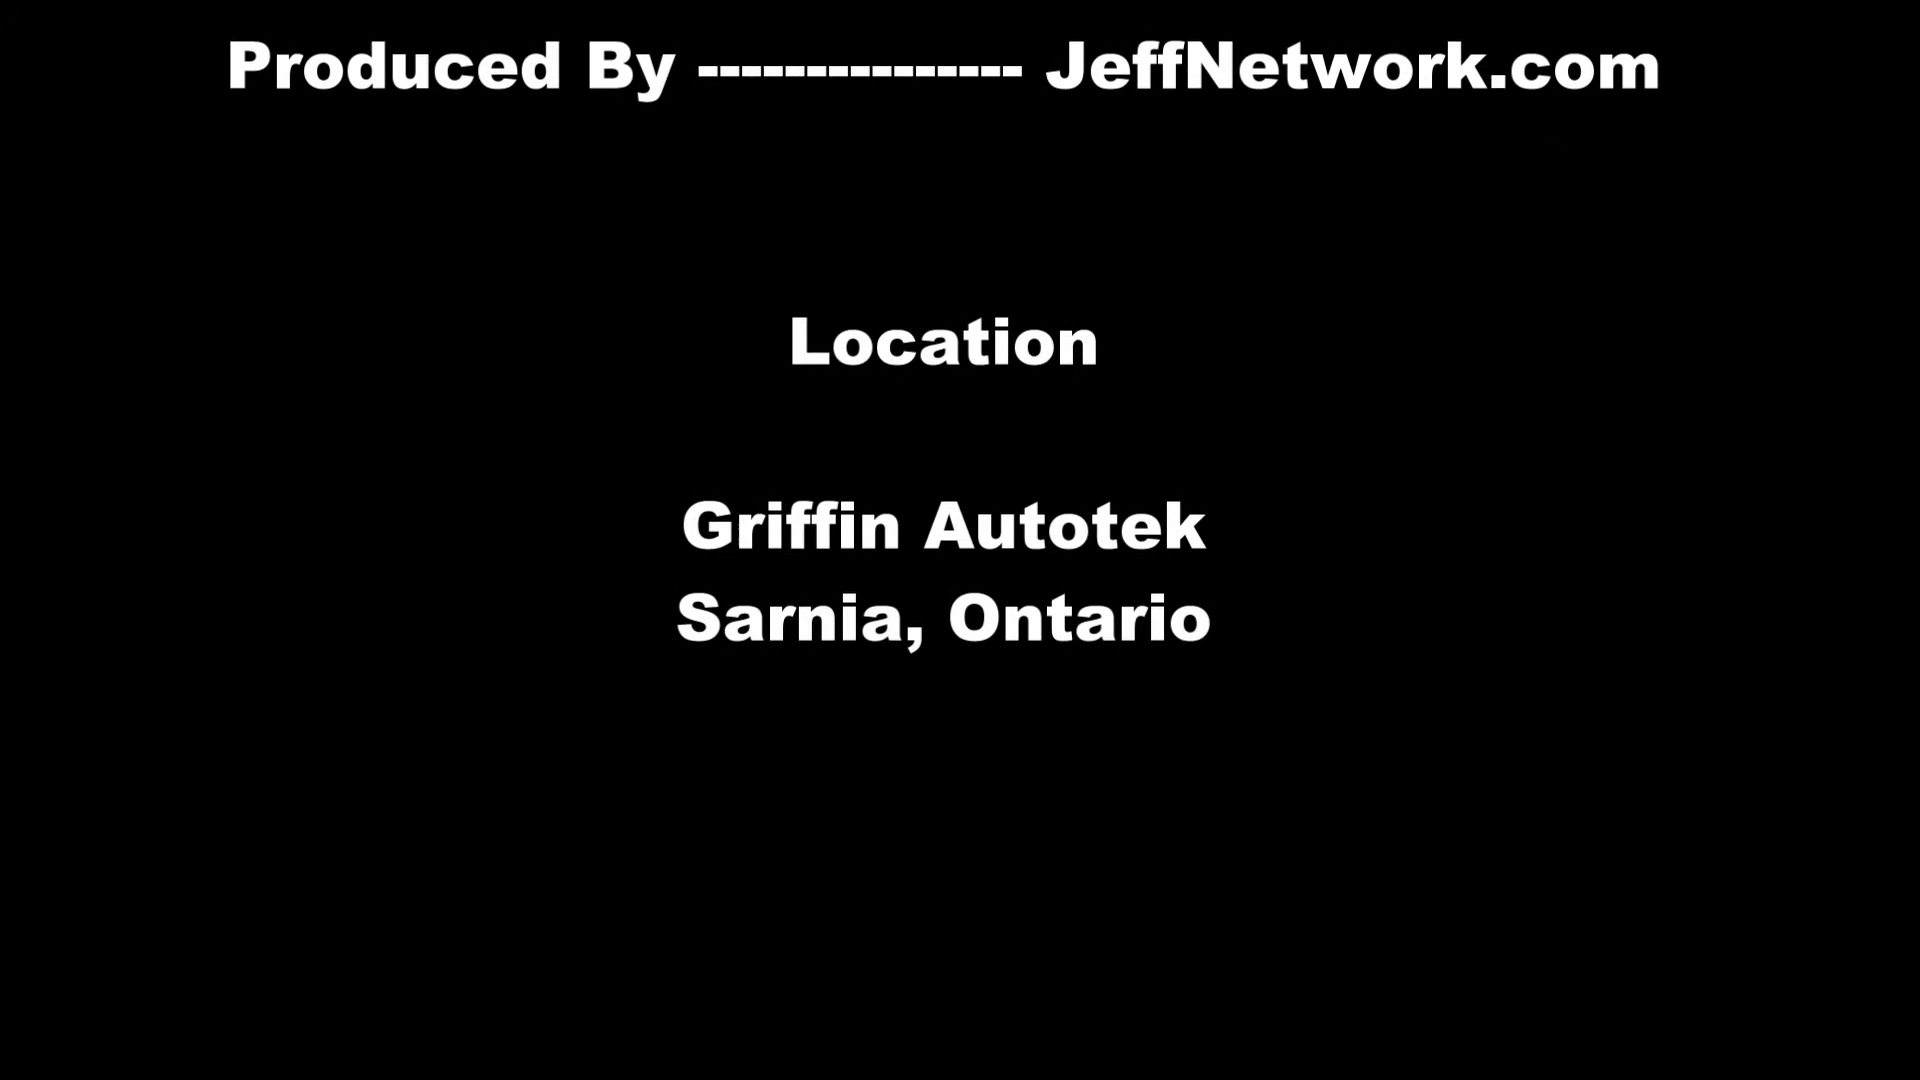 Produced By --------------- JeffNetwork.com
Location
Griffin Autotek
Sarnia, Ontario